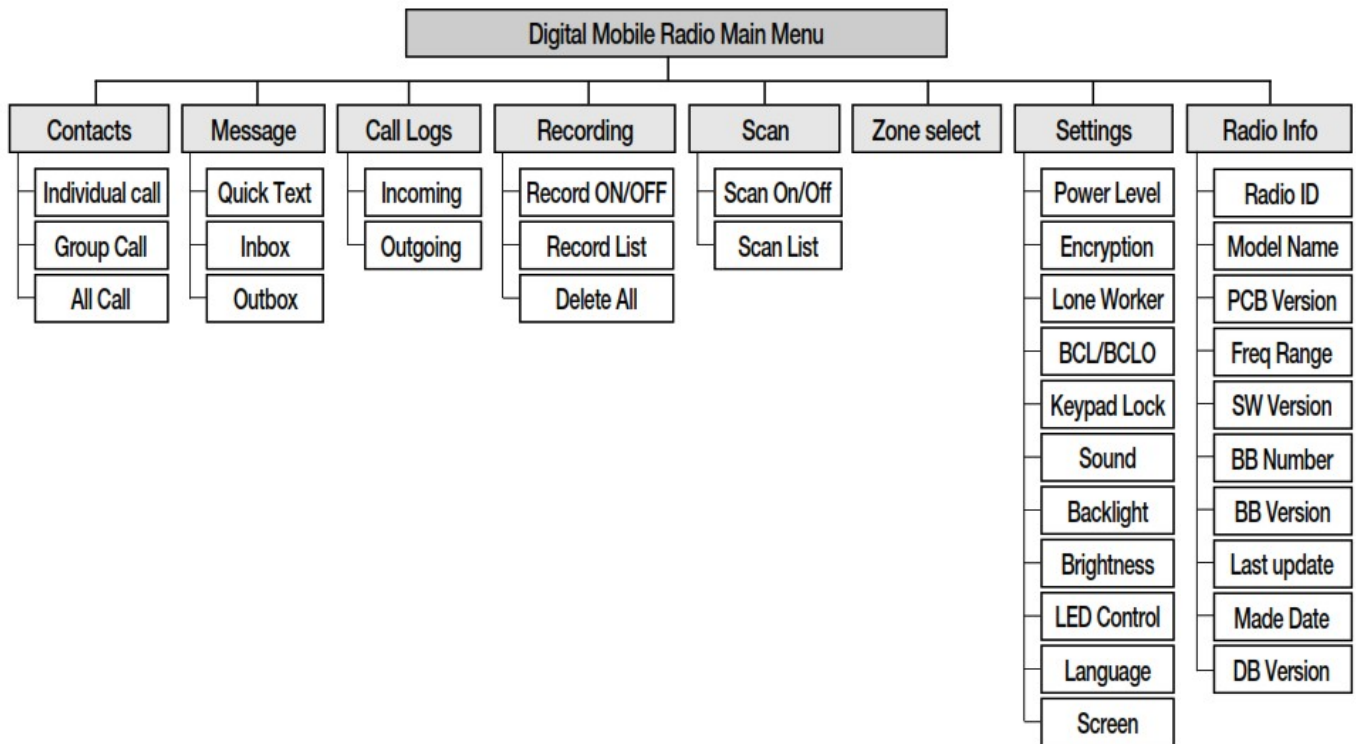 Digital Mobile Radio Main Menu
Contacts
Individual call
Group Call
All Call
Message
Quick Text
Inbox
Outbox
Call Logs
Incoming
Outgoing
Recording
Record ON/OFF
Record List
Delete All
Scan
Scan On/Off
Scan List
Zone select
Settings
Power Level
Encryption
Lone Worker
BCL/BCLO
Keypad Lock
Sound
Backlight
Brightness
LED Control
Language
Screen
Radio Info
Radio ID
Model Name
PCB Version
Freq Range
SW Version
BB Number
BB Version
Last update
Made Date
DB Version